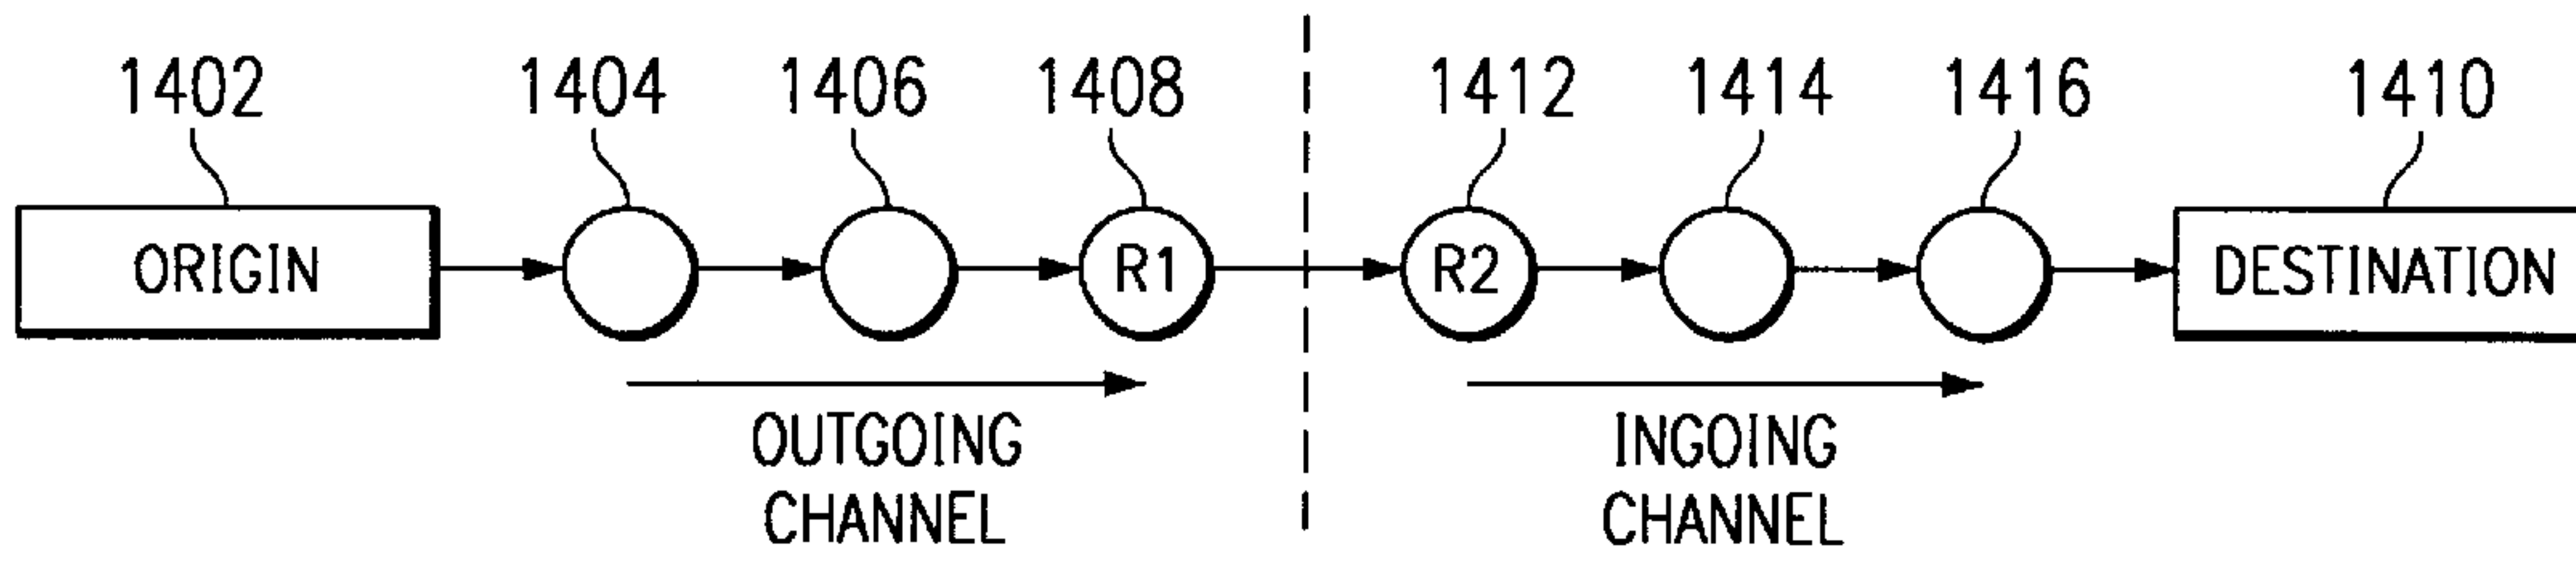 1402 1404 1406 1408 1412 1414 1416 1410
ORIGIN R1 R2 DESTINATION
OUTGOING INGOING
CHANNEL CHANNEL